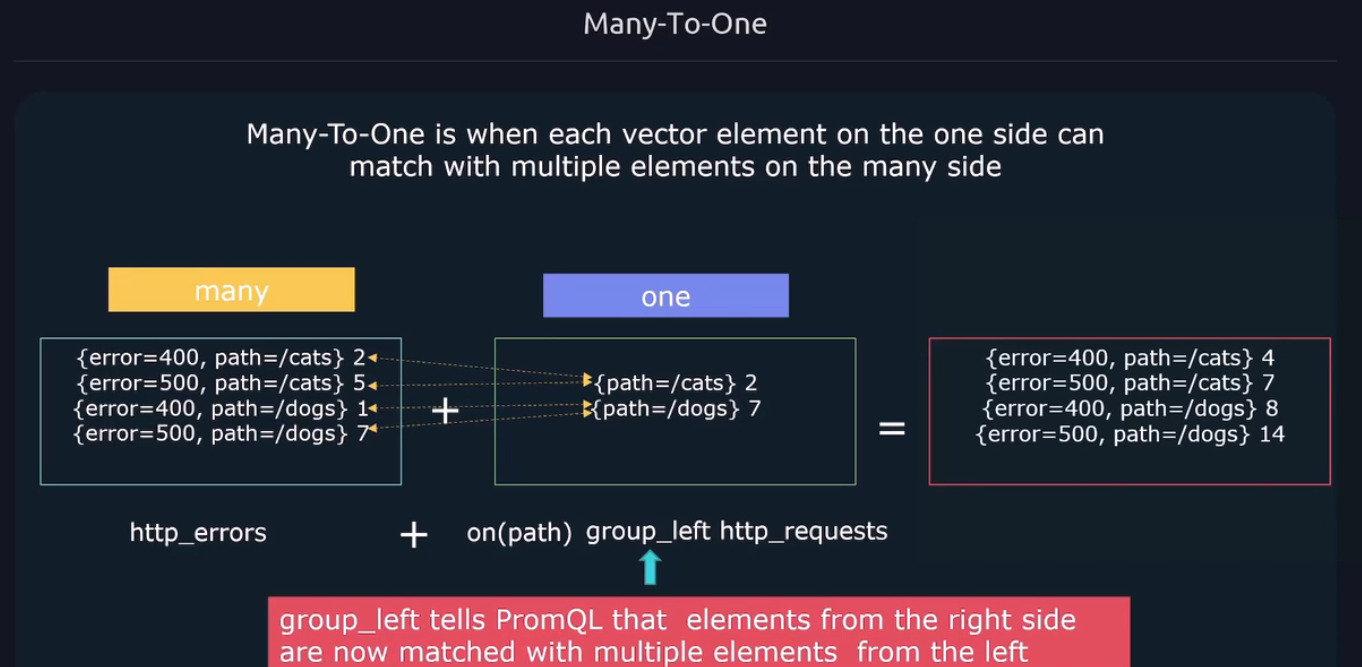 Many-To-One
Many-To-One is when each vector element on the one side can
match with multiple elements on the many side
many
one
{error=400, path=/cats} 2
{error=500, path=/cats} 5
{error=400, path=/dogs} 1
{error=500, path=/dogs} 7
+
{path=/cats} 2
{path=/dogs} 7
=
{error=400, path=/cats} 4
{error=500, path=/cats} 7
{error=400, path=/dogs} 8
{error=500, path=/dogs} 14
http_errors + on(path) group_left http_requests
group_left tells PromQL that elements from the right side
are now matched with multiple elements from the left